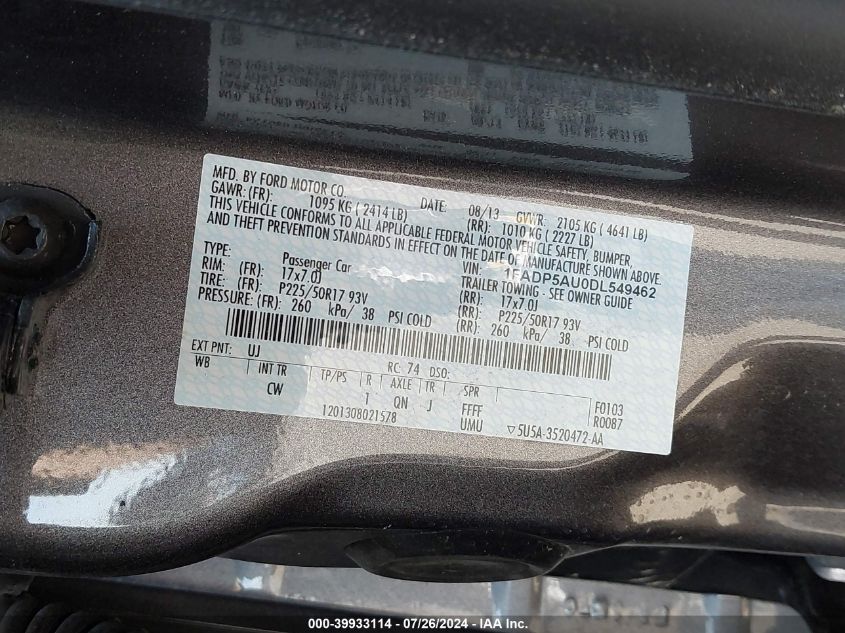 MFD. BY FORD MOTOR CO. DATE: 08/13 GVWR: 2105 KG ( 4641 LB)
GAWR: (FR): 1095 KG ( 2414 LB) (RR): 1010 KG ( 2227 LB)
THIS VEHICLE CONFORMS TO ALL APPLICABLE FEDERAL MOTOR VEHICLE SAFETY, BUMPER,
AND THEFT PREVENTION STANDARDS IN EFFECT ON THE DATE OF MANUFACTURE SHOWN ABOVE.
VIN: 1FADP5AU0DL549462
TYPE: Passenger Car TRAILER TOWING - SEE OWNER GUIDE
RIM: (FR): 17x7.0J (RR): 17x7.0J
TIRE: (FR): P225/50R17 93V (RR): P225/50R17 93V
PRESSURE: (FR): 260 kPa/ 38 PSI COLD (RR): 260 kPa/ 38 PSI COLD
EXT PNT: UJ RC: 74 DSO:
WB INT TR TP/PS R AXLE TR SPR
CW 1 QN J FFFF F0103
1201308021578 UMU R0087
▽5U5A-3520472-AA
000-39933114 - 07/26/2024 - IAA Inc.